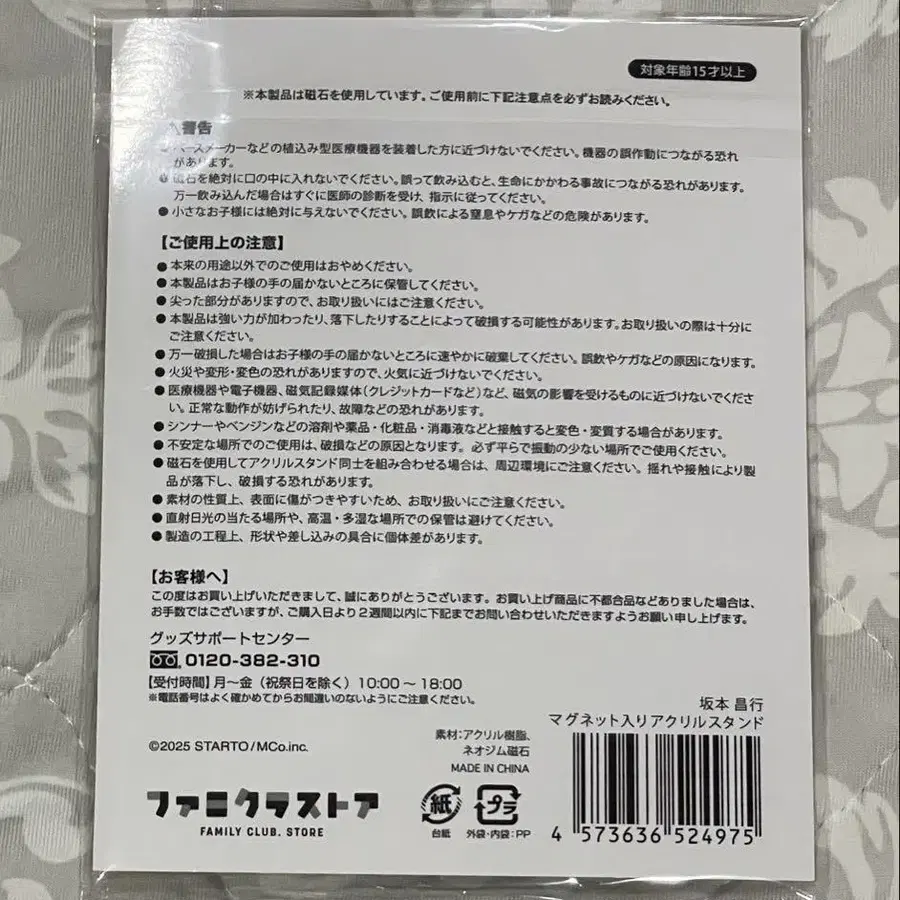 対象年齢15才以上
※本製品は磁石を使用しています。ご使用前に下記注意点を必ずお読みください。
警告
ペースメーカーなどの植込み型医療機器を装着した方に近づけないでください。機器の誤作動につながる恐れ
があります。
●磁石を絶対に口の中に入れないでください。誤って飲み込むと、生命にかかわる事故につながる恐れがあります。
万一飲み込んだ場合はすぐに医師の診断を受け、指示に従ってください。
●小さなお子様には絶対に与えないでください。誤飲による窒息やケガなどの危険があります。
【ご使用上の注意】
●本来の用途以外でのご使用はおやめください。
●本製品はお子様の手の届かないところに保管してください。
●尖った部分がありますので、お取り扱いにはご注意ください。
●本製品は強い力が加わったり、落下したりすることによって破損する可能性があります。お取り扱いの際は十分に
ご注意ください。
●万一破損した場合はお子様の手の届かないところに速やかに破棄してください。誤飲やケガなどの原因になります。
●火災や変形・変色の恐れがありますので、火気に近づけないでください。
●医療機器や電子機器、磁気記録媒体(クレジットカードなど)など、磁気の影響を受けるものに近づけないでくださ
い。正常な動作が妨げられたり、故障などの恐れがあります。
●シンナーやベンジンなどの溶剤や薬品・化粧品・消毒液などと接触すると変色・変質する場合があります。
●不安定な場所でのご使用は、破損などの原因となります。必ず平らで振動の少ない場所でご使用ください。
●磁石を使用してアクリルスタンド同士を組み合わせる場合は、周辺環境にご注意ください。揺れや接触により製
品が落下し、破損する恐れがあります。
●素材の性質上、表面に傷がつきやすいため、お取り扱いにご注意ください。
●直射日光の当たる場所や、高温・多湿な場所での保管は避けてください。
●製造の工程上、形状や差し込みの具合に個体差があります。
【お客様へ】
この度はお買い上げいただきまして、誠にありがとうございます。お買い上げ商品に不都合品などありました場合は、
お手数ではございますが、ご購入日より2週間以内に下記までお問い合わせいただきますようお願い申し上げます。
グッズサポートセンター
0120-382-310
【受付時間】月～金（祝祭日を除く）10:00～18:00
※電話番号はよく確かめてからお間違いのないようにご注意ください。
坂本 昌行
マグネット入りアクリルスタンド
©2025 STARTO/MCo.inc.
素材:アクリル樹脂、
ネオジム磁石
MADE IN CHINA
ファミクラストア
FAMILY CLUB. STORE
紙
台紙
プラ
外袋・内袋:PP
4 573636 524975